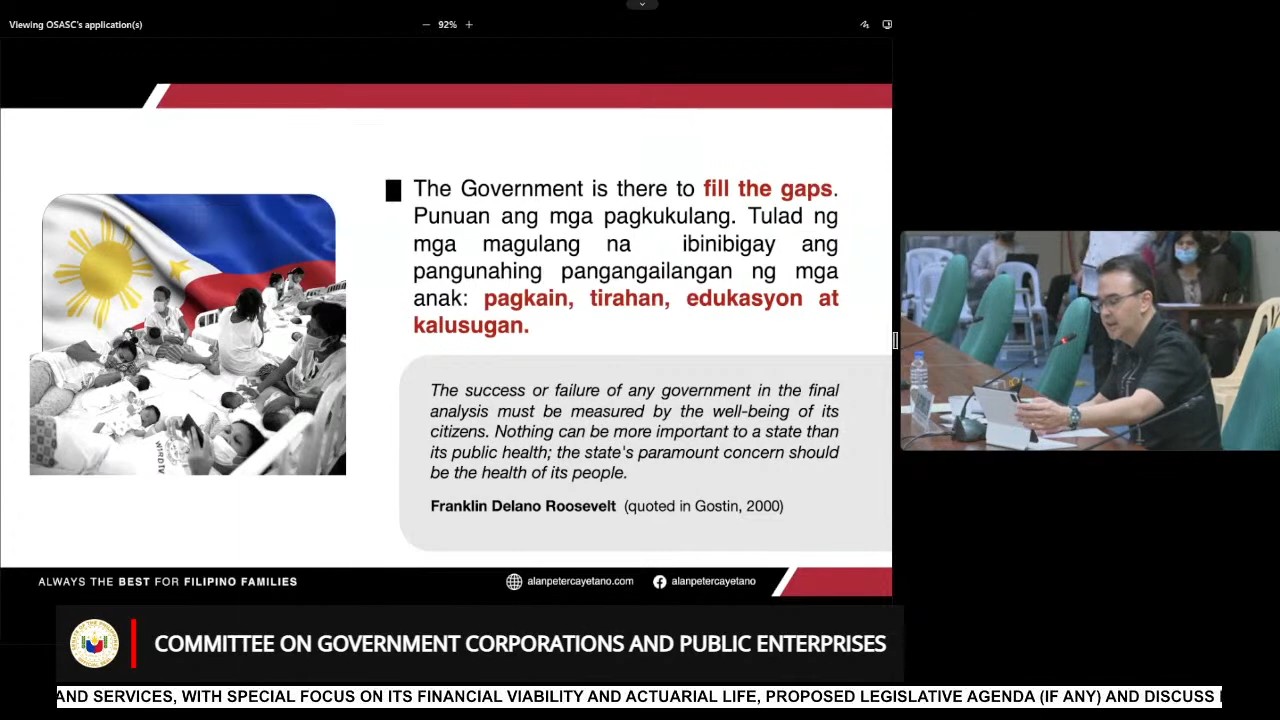 Viewing OSASC's application(s)
92%
The Government is there to fill the gaps.
Punuan ang mga pagkukulang. Tulad ng
mga magulang na ibinibigay ang
pangunahing pangangailangan ng mga
anak: pagkain, tirahan, edukasyon at
kalusugan.
The success or failure of any government in the final
analysis must be measured by the well-being of its
citizens. Nothing can be more important to a state than
its public health; the state's paramount concern should
be the health of its people.
Franklin Delano Roosevelt (quoted in Gostin, 2000)
ALWAYS THE BEST FOR FILIPINO FAMILIES
alanpetercayetano.com
alanpetercayetano
COMMITTEE ON GOVERNMENT CORPORATIONS AND PUBLIC ENTERPRISES
AND SERVICES, WITH SPECIAL FOCUS ON ITS FINANCIAL VIABILITY AND ACTUARIAL LIFE, PROPOSED LEGISLATIVE AGENDA (IF ANY) AND DISCUSS